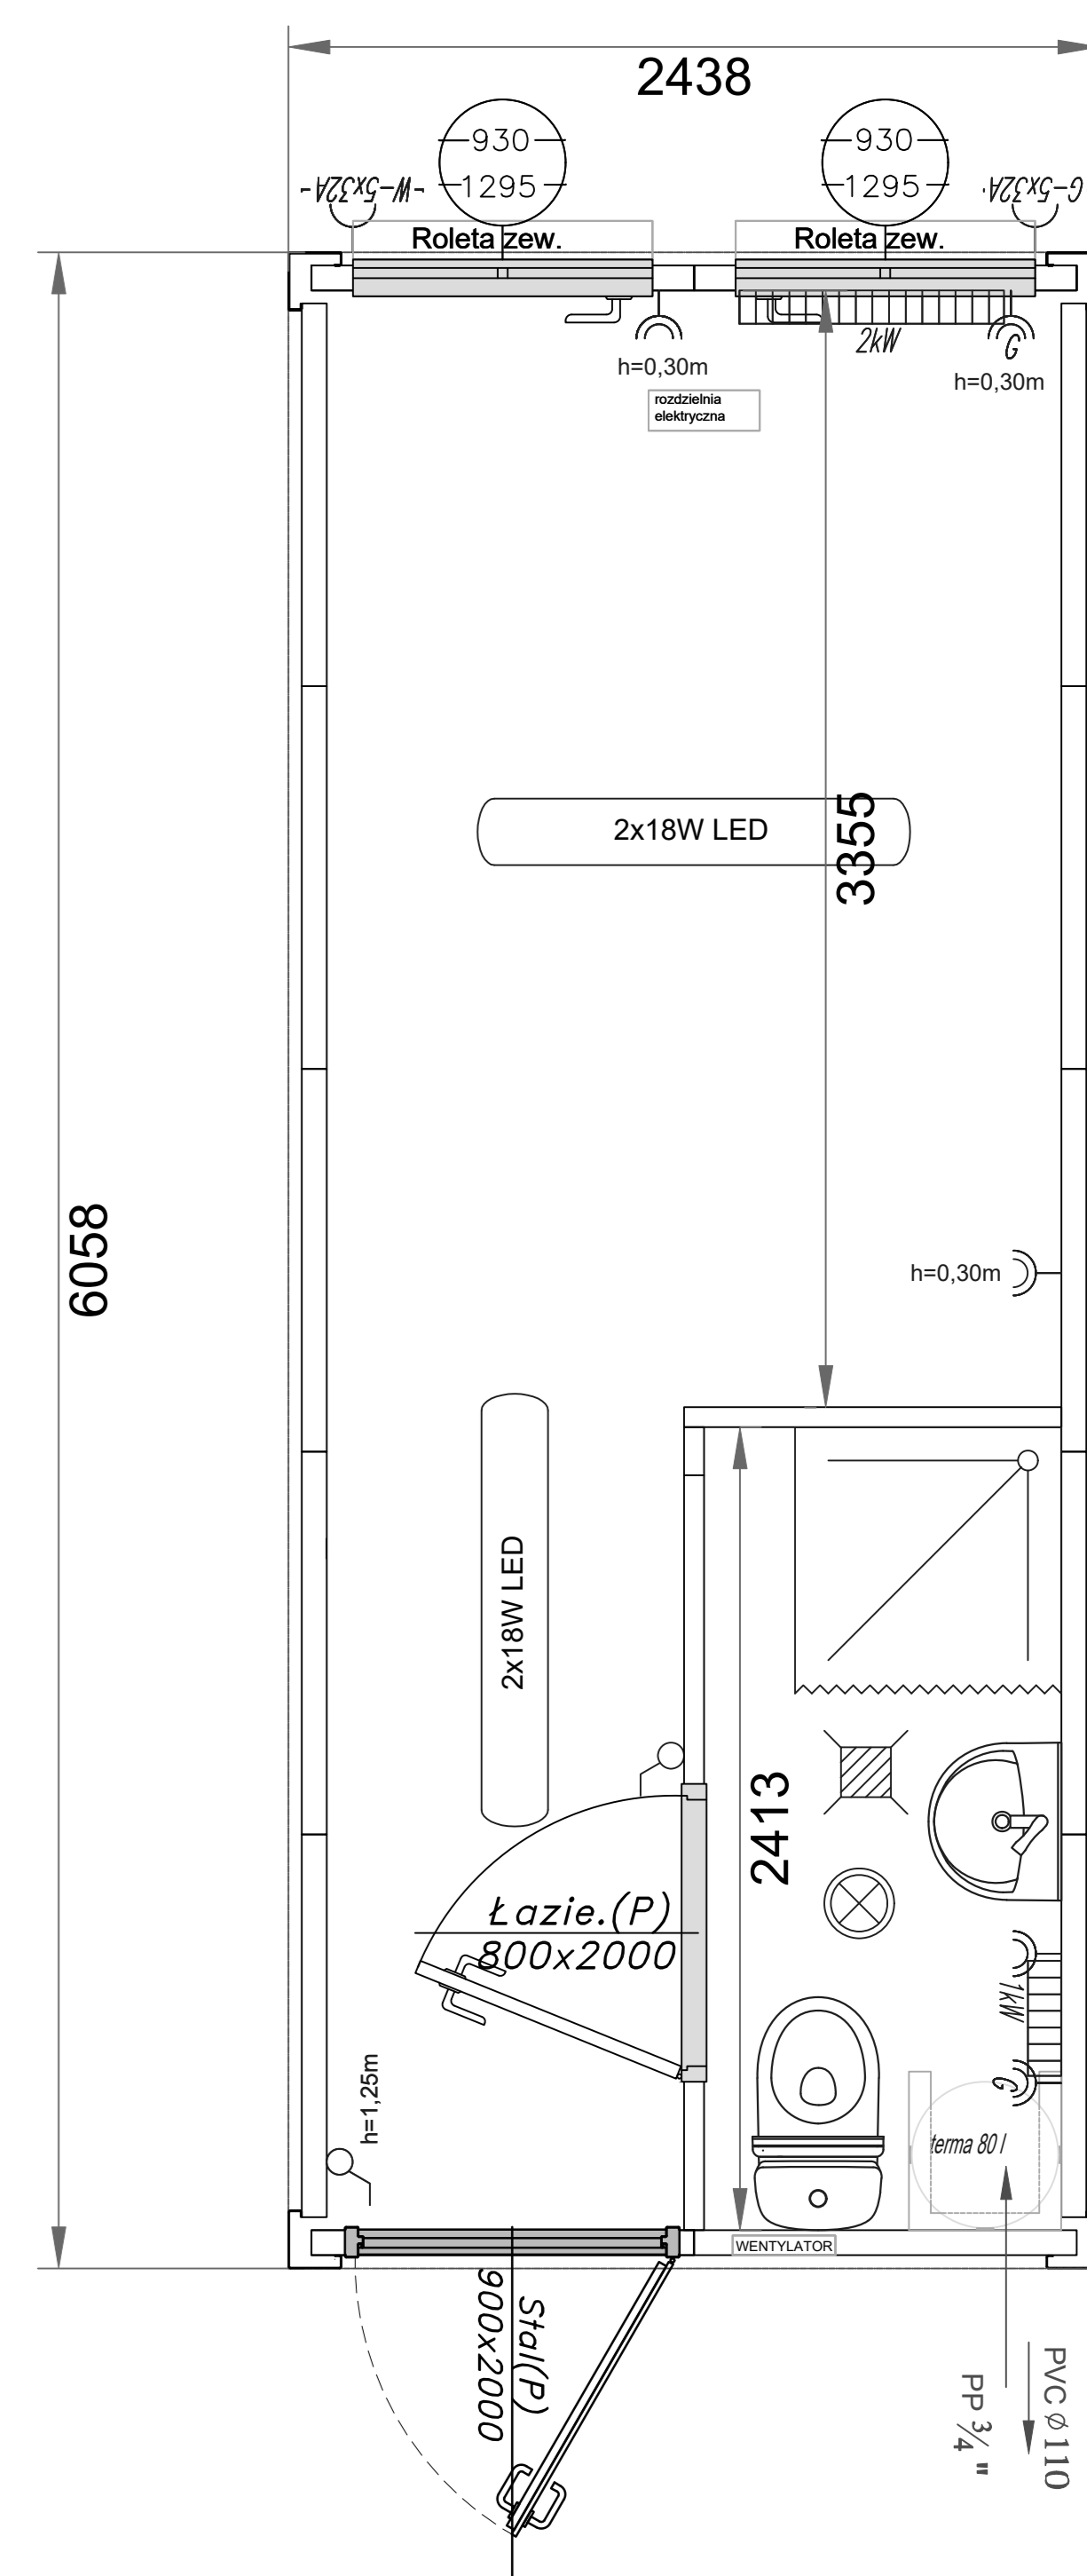 2438
930
1295
930
1295
-W-5x32A-
G-5x32A
Roleta zew.
Roleta zew.
2kW
G
h=0,30m
h=0,30m
rozdzielnia
elektryczna
2x18W LED
3355
6058
h=0,30m
2x18W LED
2413
Łazie.(P)
800x2000
1kW
G
h=1,25m
terma 80 l
WENTYLATOR
Stal(P)
900x2000
PVC Ø110
PP 3/4 "